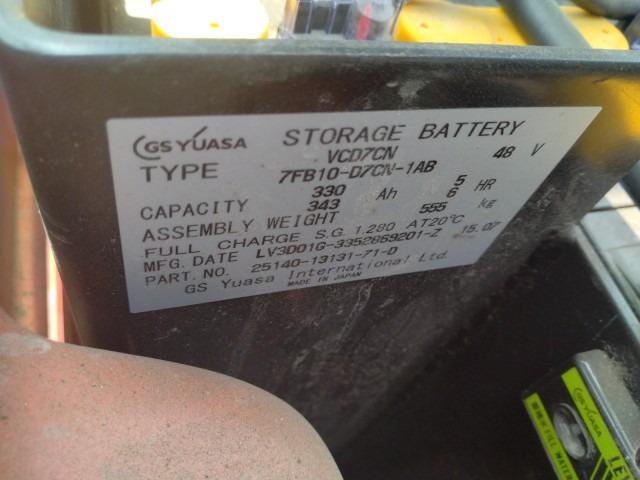 GS YUASA STORAGE BATTERY
VCD7CN 48 V
TYPE 7FB10-D7CN-1AB
330 5
CAPACITY 343 Ah 6 HR
ASSEMBLY WEIGHT 555 kg
FULL CHARGE S.G. 1.280 AT20°C
MFG. DATE LV3D01G-3352869201-Z 15.07
PART NO. 25140-13131-71-D
GS Yuasa International Ltd.
MADE IN JAPAN
GS YUASA